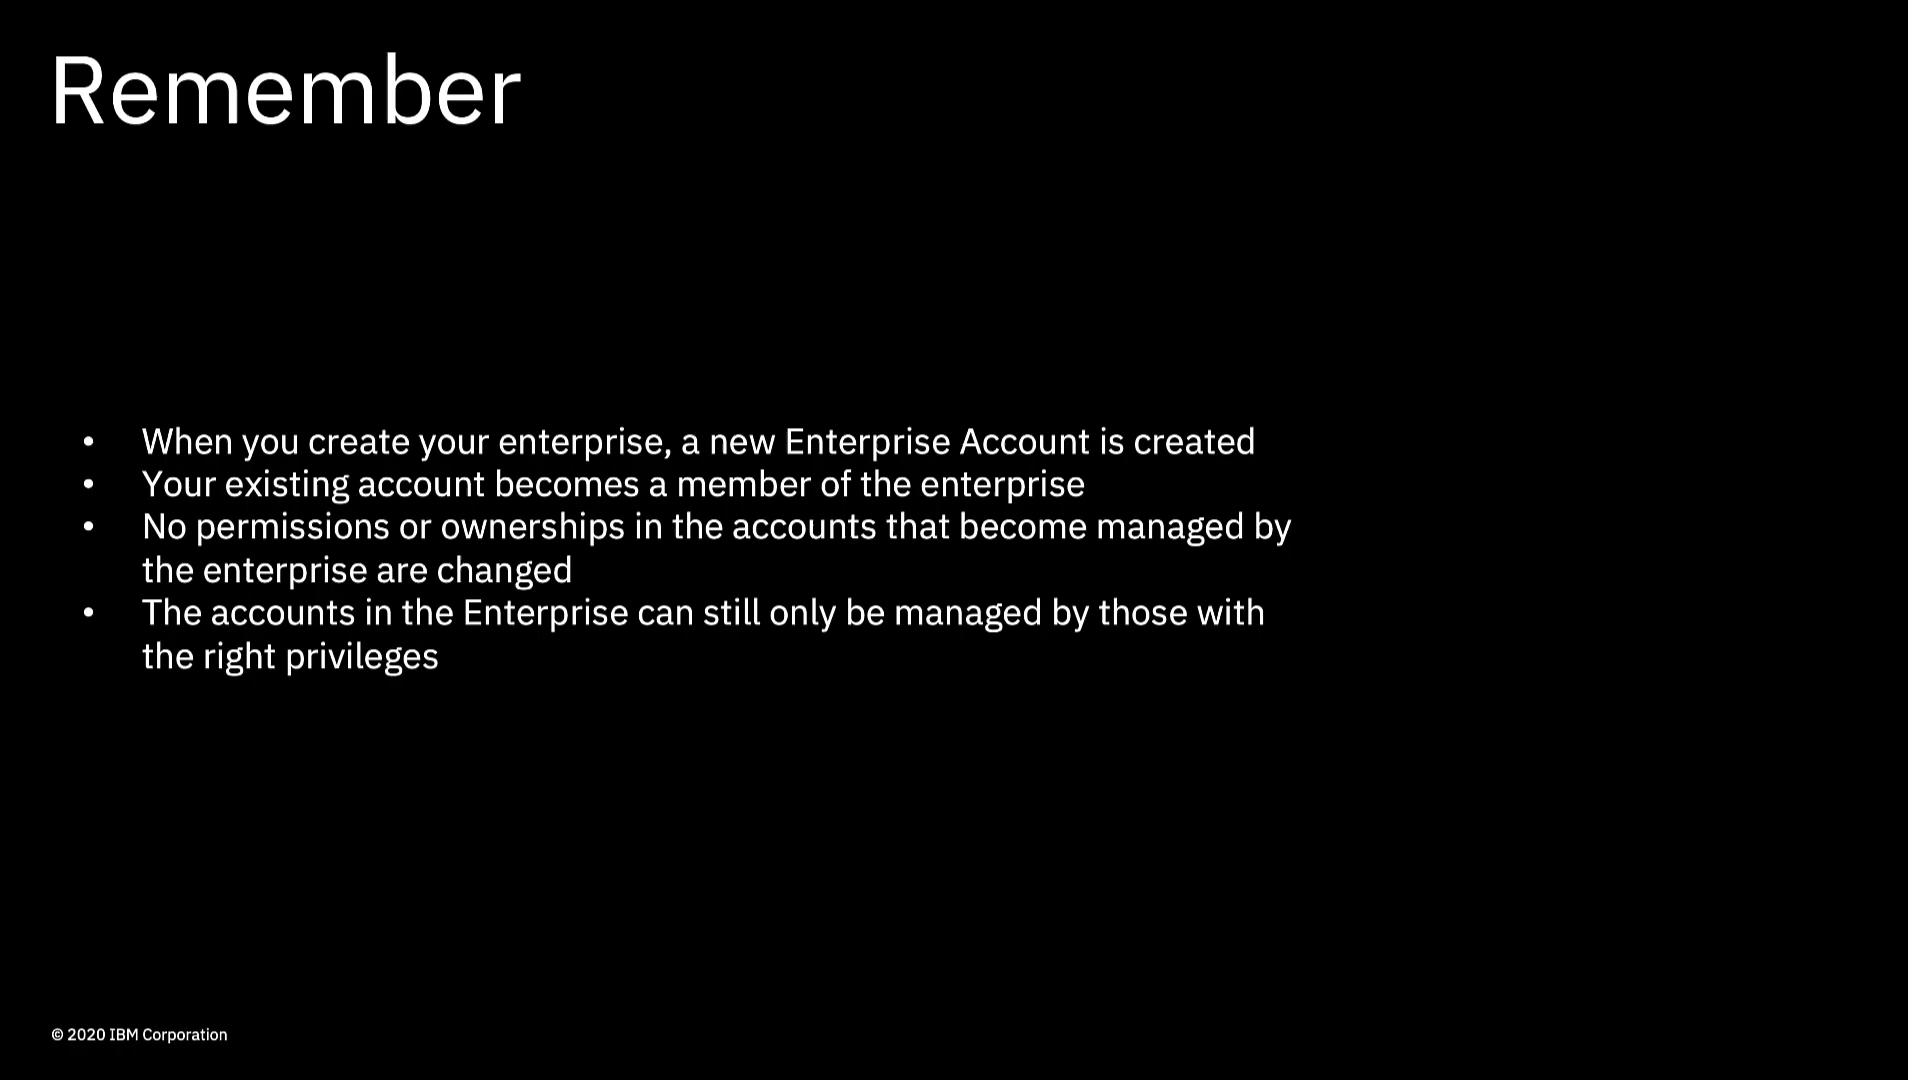 Remember
• When you create your enterprise, a new Enterprise Account is created
• Your existing account becomes a member of the enterprise
• No permissions or ownerships in the accounts that become managed by
the enterprise are changed
• The accounts in the Enterprise can still only be managed by those with
the right privileges
© 2020 IBM Corporation